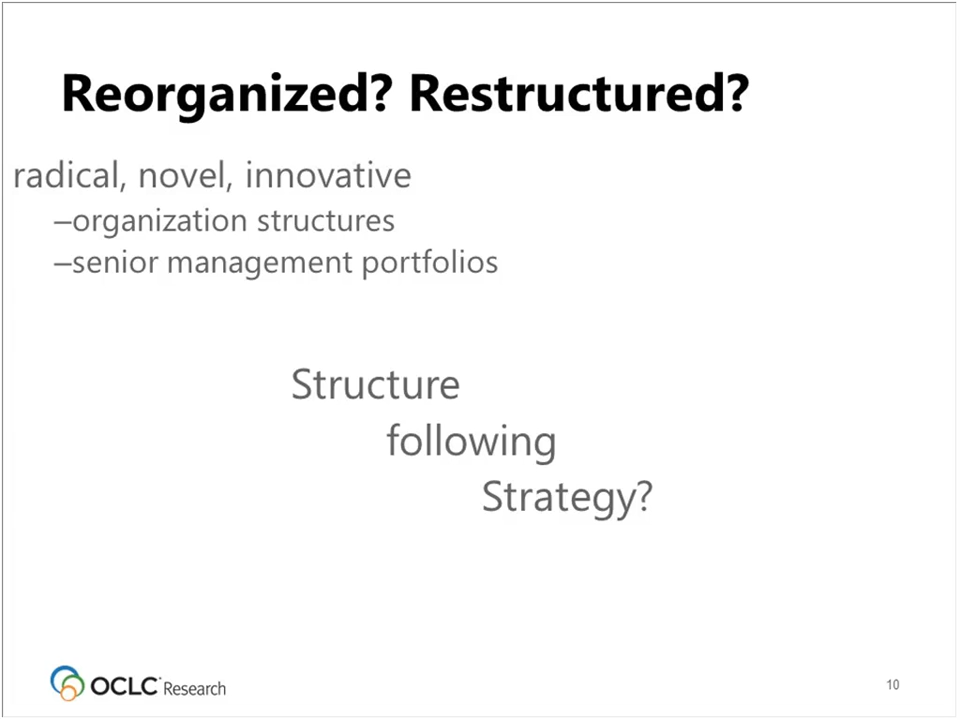 Reorganized? Restructured?
radical, novel, innovative
–organization structures
–senior management portfolios
Structure
following
Strategy?
OCLC Research
10